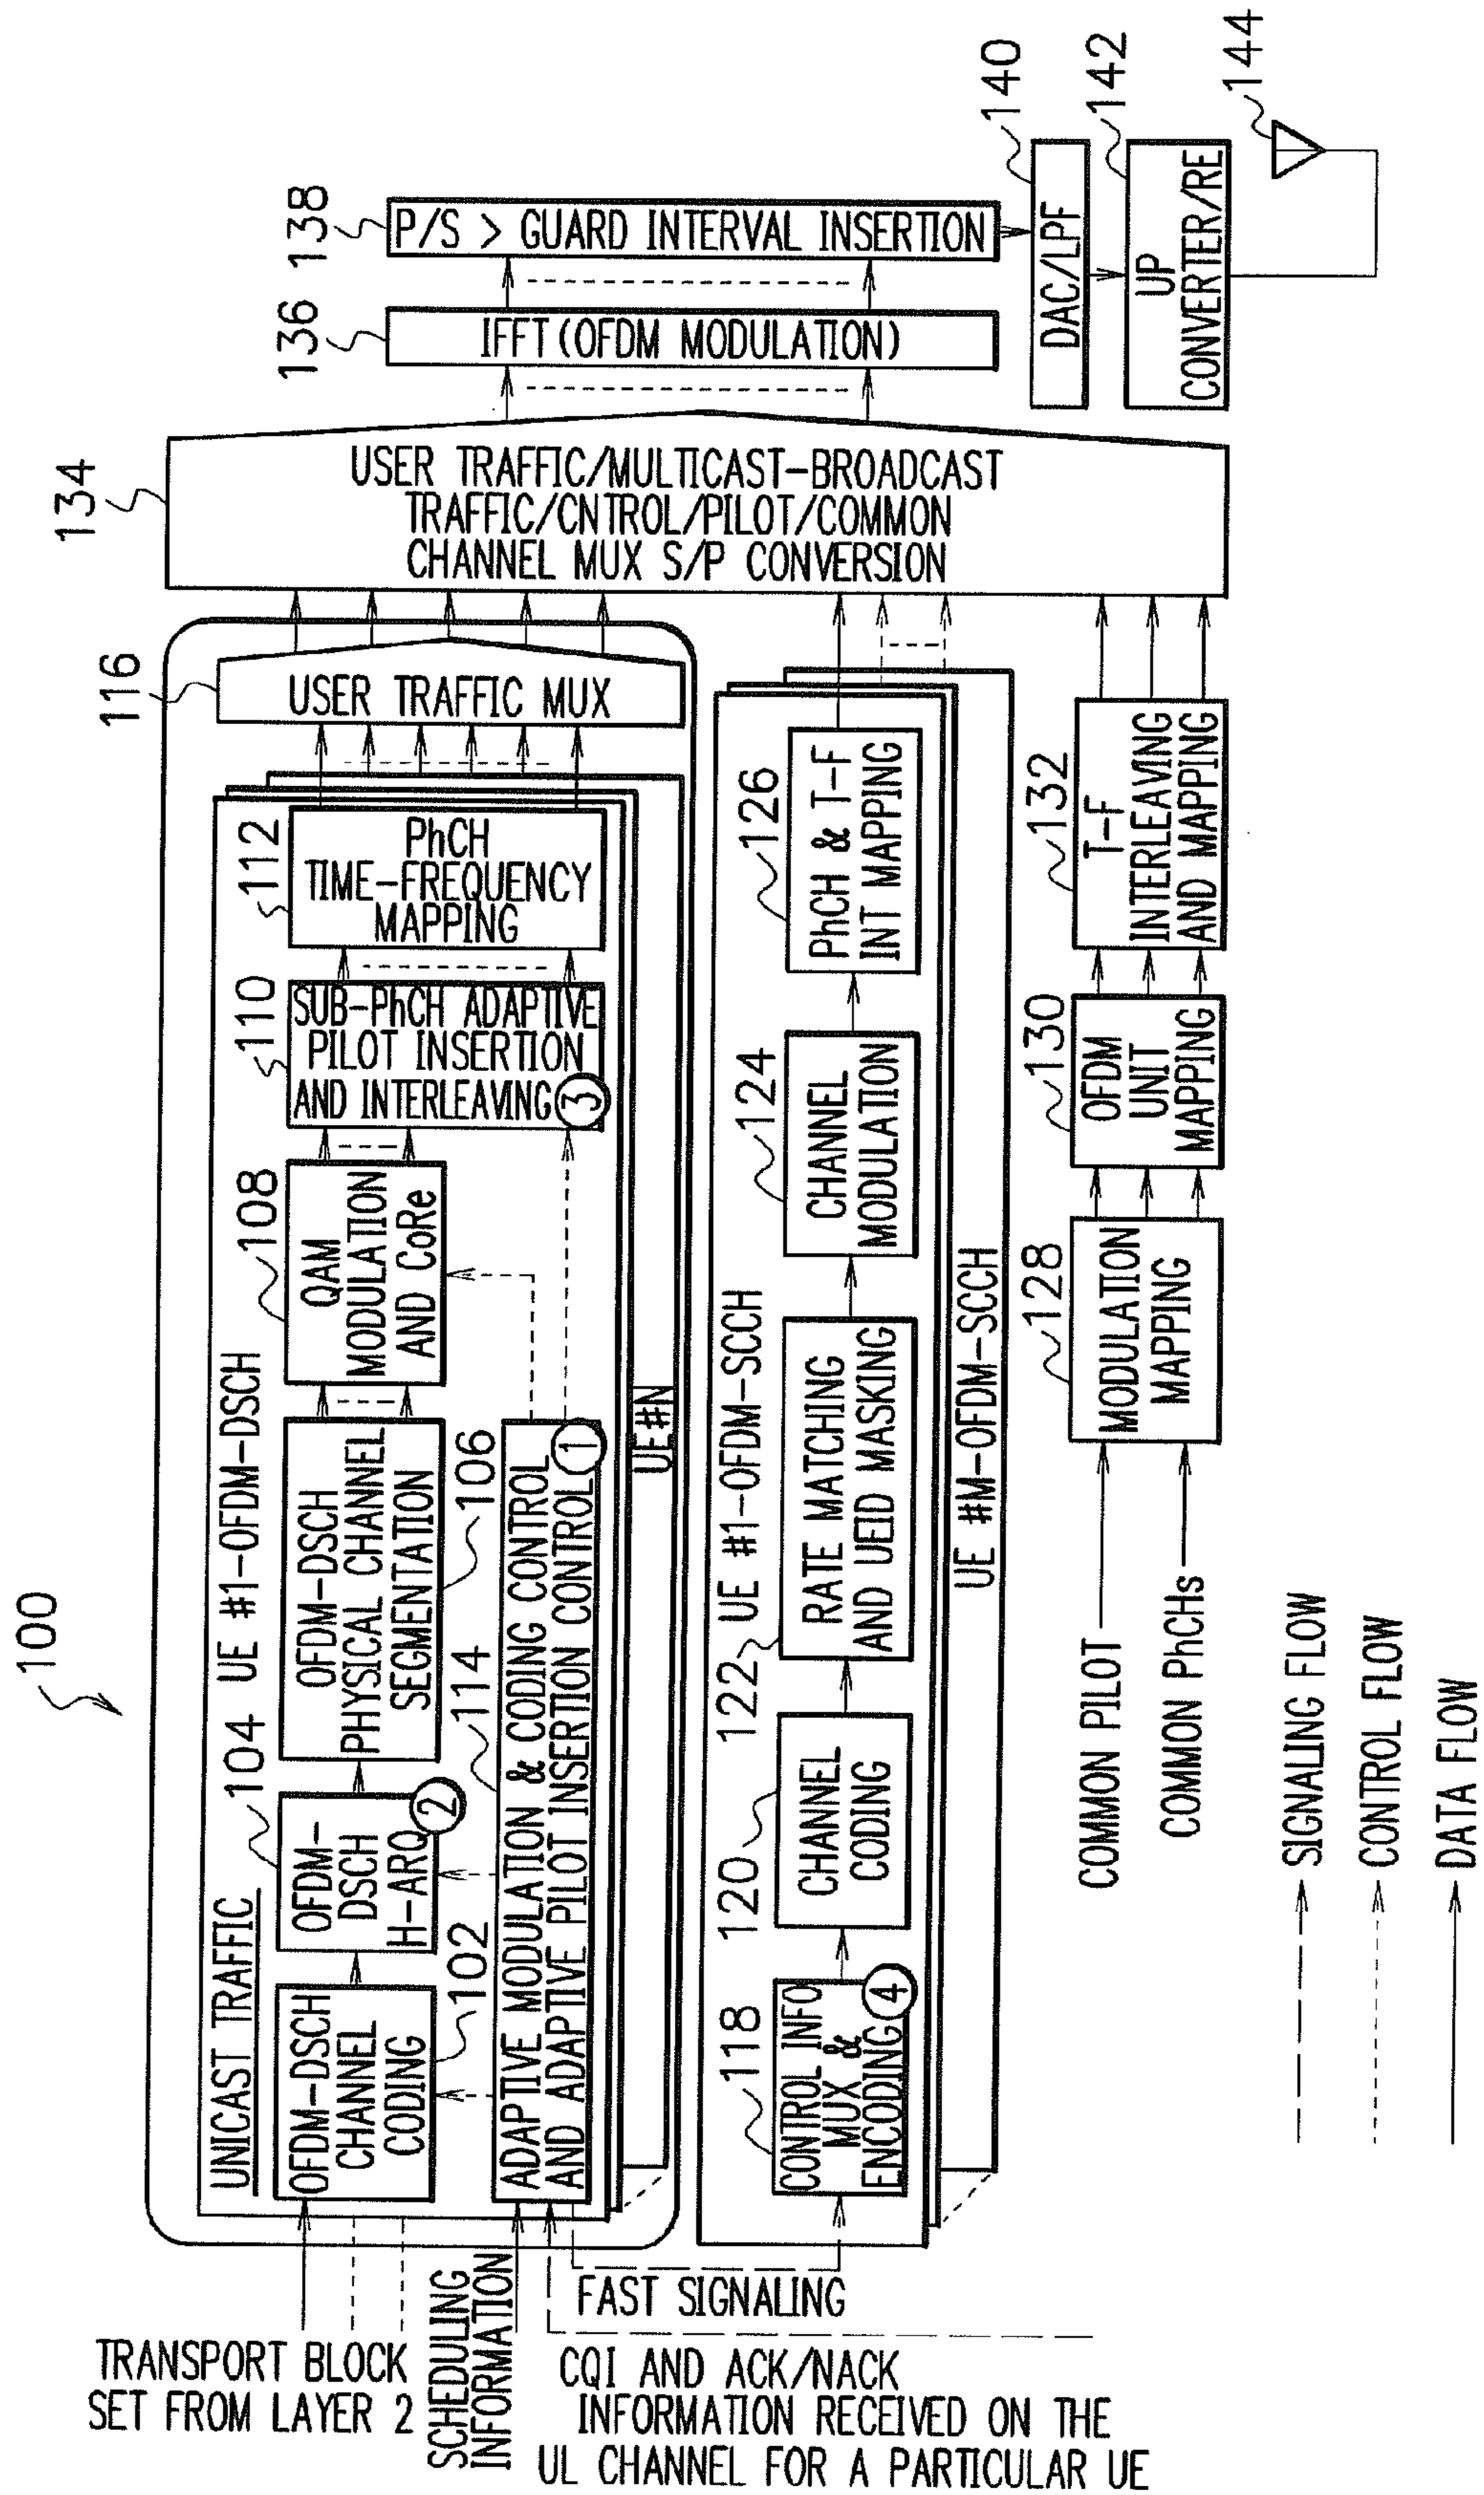 100
UNICAST TRAFFIC
UE #1-OFDM-DSCH
TRANSPORT BLOCK
SET FROM LAYER 2
OFDM-DSCH
CHANNEL
CODING
102
OFDM-
DSCH
H-ARQ
2
104
OFDM-DSCH
PHYSICAL CHANNEL
SEGMENTATION
106
QAM
MODULATION
AND CoRe
108
SUB-PhCH ADAPTIVE
PILOT INSERTION
AND INTERLEAVING
3
110
PhCH
TIME-FREQUENCY
MAPPING
112
SCHEDULING
INFORMATION
ADAPTIVE MODULATION & CODING CONTROL
AND ADAPTIVE PILOT INSERTION CONTROL
1
114
UE #N
USER TRAFFIC MUX
116
FAST SIGNALING
CQI AND ACK/NACK
INFORMATION RECEIVED ON THE
UL CHANNEL FOR A PARTICULAR UE
UE #1-OFDM-SCCH
CONTROL INFO
MUX &
ENCODING
4
118
CHANNEL
CODING
120
RATE MATCHING
AND UEID MASKING
122
CHANNEL
MODULATION
124
PhCH & T-F
INT MAPPING
126
UE #M-OFDM-SCCH
COMMON PILOT
COMMON PhCHs
MODULATION
MAPPING
128
OFDM
UNIT
MAPPING
130
T-F
INTERLEAVING
AND MAPPING
132
USER TRAFFIC/MULTICAST-BROADCAST
TRAFFIC/CNTROL/PILOT/COMMON
CHANNEL MUX S/P CONVERSION
134
IFFT(OFDM MODULATION)
136
P/S > GUARD INTERVAL INSERTION
138
DAC/LPF
140
UP
CONVERTER/RE
142
144
SIGNALING FLOW
CONTROL FLOW
DATA FLOW